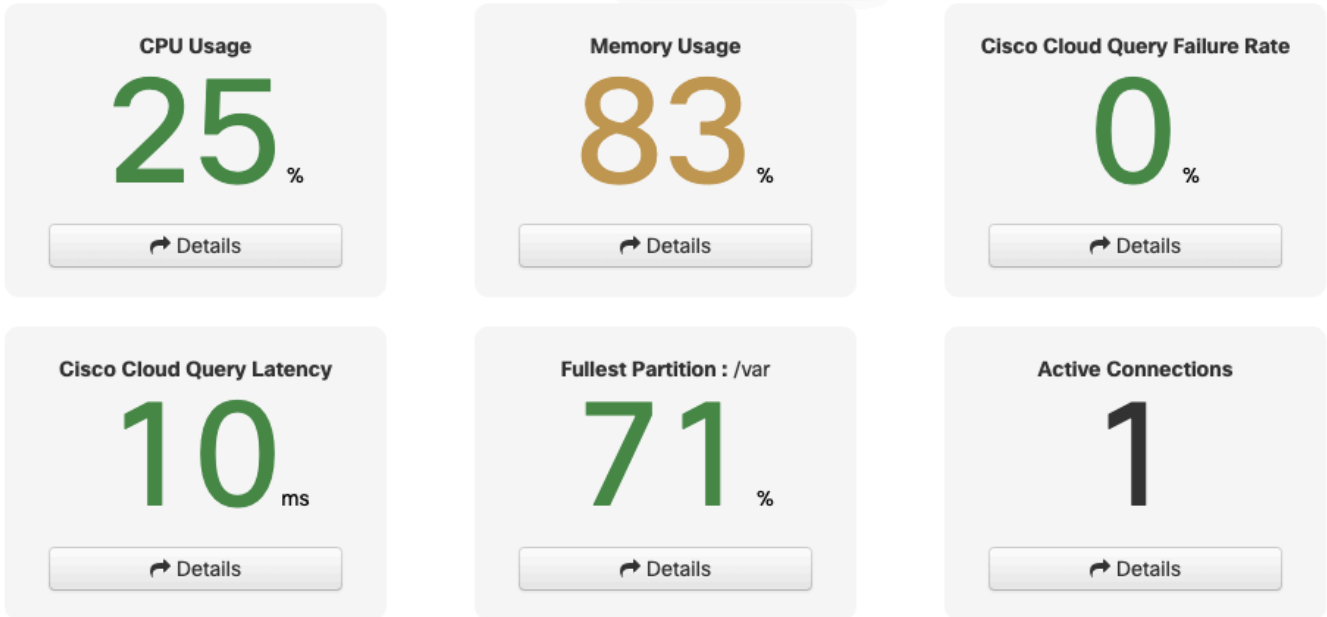 CPU Usage
25 %
Details
Memory Usage
83 %
Details
Cisco Cloud Query Failure Rate
0 %
Details
Cisco Cloud Query Latency
10 ms
Details
Fullest Partition : /var
71 %
Details
Active Connections
1
Details